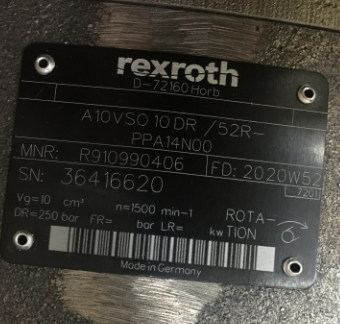 rexroth
D-72160 Horb
A10VSO 10 DR /52R-
PPA14N00
MNR: R910990406 FD: 2020W52
7201
SN: 36416620
Vg=10 cm³ n=1500 min-1 ROTA-
DR=250 bar FR= bar LR= kw TION
Made in Germany